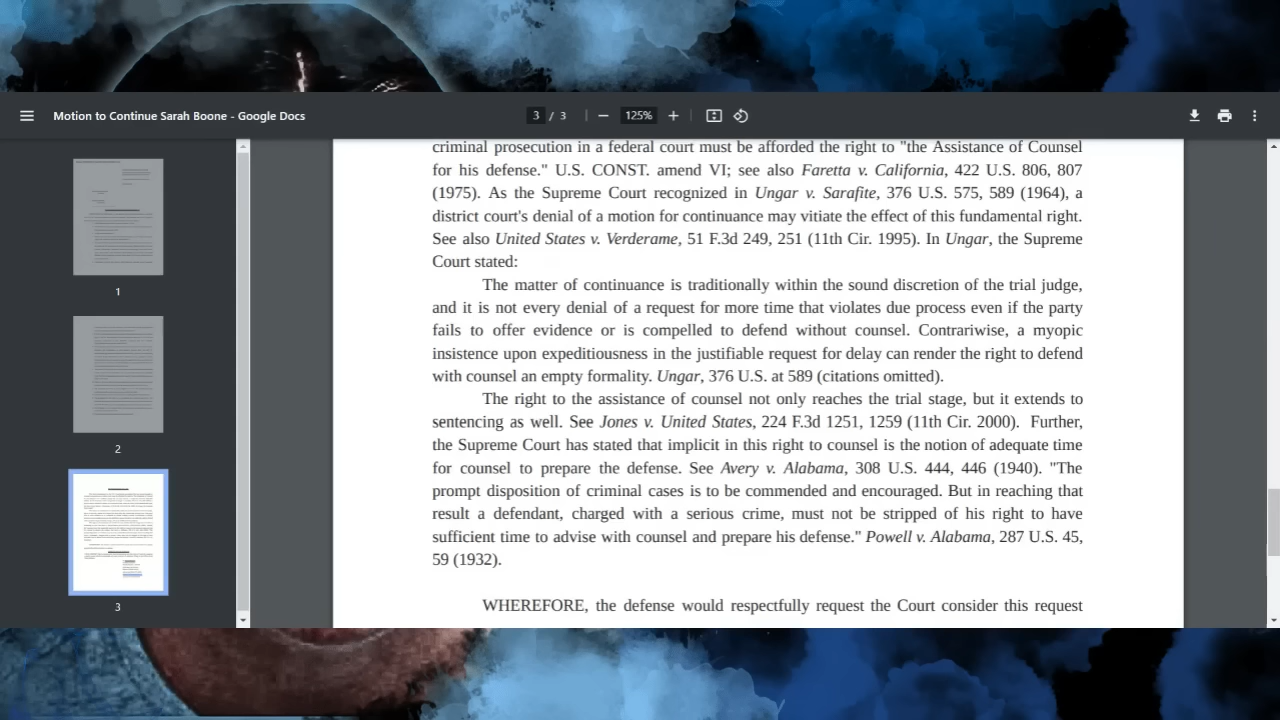 Motion to Continue Sarah Boone - Google Docs
3 / 3
125%
1
2
3
criminal prosecution in a federal court must be afforded the right to "the Assistance of Counsel
for his defense." U.S. CONST. amend VI; see also Faretta v. California, 422 U.S. 806, 807
(1975). As the Supreme Court recognized in Ungar v. Sarafite, 376 U.S. 575, 589 (1964), a
district court's denial of a motion for continuance may vitiate the effect of this fundamental right.
See also United States v. Verderame, 51 F.3d 249, 251 (11th Cir. 1995). In Ungar, the Supreme
Court stated:
The matter of continuance is traditionally within the sound discretion of the trial judge,
and it is not every denial of a request for more time that violates due process even if the party
fails to offer evidence or is compelled to defend without counsel. Contrariwise, a myopic
insistence upon expeditiousness in the justifiable request for delay can render the right to defend
with counsel an empty formality. Ungar, 376 U.S. at 589 (citations omitted).
The right to the assistance of counsel not only reaches the trial stage, but it extends to
sentencing as well. See Jones v. United States, 224 F.3d 1251, 1259 (11th Cir. 2000). Further,
the Supreme Court has stated that implicit in this right to counsel is the notion of adequate time
for counsel to prepare the defense. See Avery v. Alabama, 308 U.S. 444, 446 (1940). "The
prompt disposition of criminal cases is to be commended and encouraged. But in reaching that
result a defendant, charged with a serious crime, must not be stripped of his right to have
sufficient time to advise with counsel and prepare his defense." Powell v. Alabama, 287 U.S. 45,
59 (1932).
WHEREFORE, the defense would respectfully request the Court consider this request